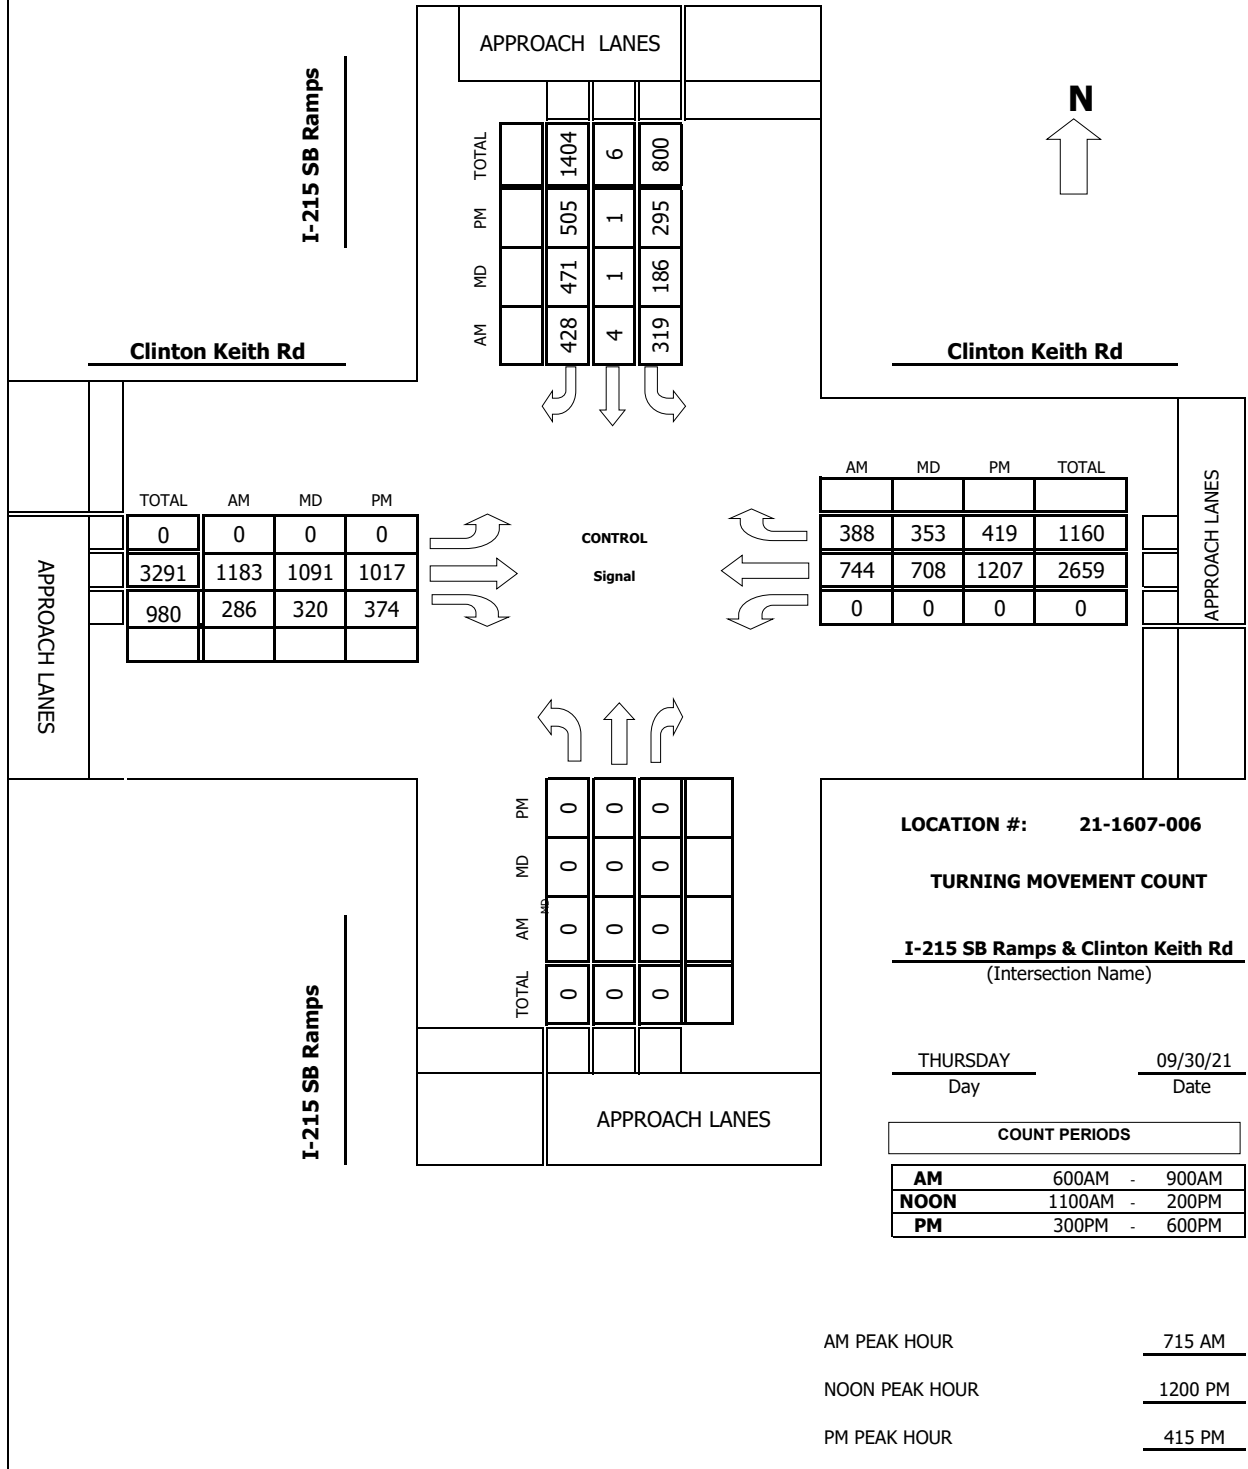 APPROACH LANES
I-215 SB Ramps
N
TOTAL 1404 6 800
PM 505 1 295
MD 471 1 186
AM 428 4 319
Clinton Keith Rd
Clinton Keith Rd
AM MD PM TOTAL
388 353 419 1160
744 708 1207 2659
0 0 0 0
APPROACH LANES
TOTAL AM MD PM
0 0 0 0
3291 1183 1091 1017
980 286 320 374
APPROACH LANES
CONTROL
Signal
PM 0 0 0
MD 0 0 0
AM MD 0 0 0
TOTAL 0 0 0
I-215 SB Ramps
APPROACH LANES
LOCATION #: 21-1607-006
TURNING MOVEMENT COUNT
I-215 SB Ramps & Clinton Keith Rd
(Intersection Name)
THURSDAY 09/30/21
Day Date
COUNT PERIODS
AM 600AM - 900AM
NOON 1100AM - 200PM
PM 300PM - 600PM
AM PEAK HOUR 715 AM
NOON PEAK HOUR 1200 PM
PM PEAK HOUR 415 PM